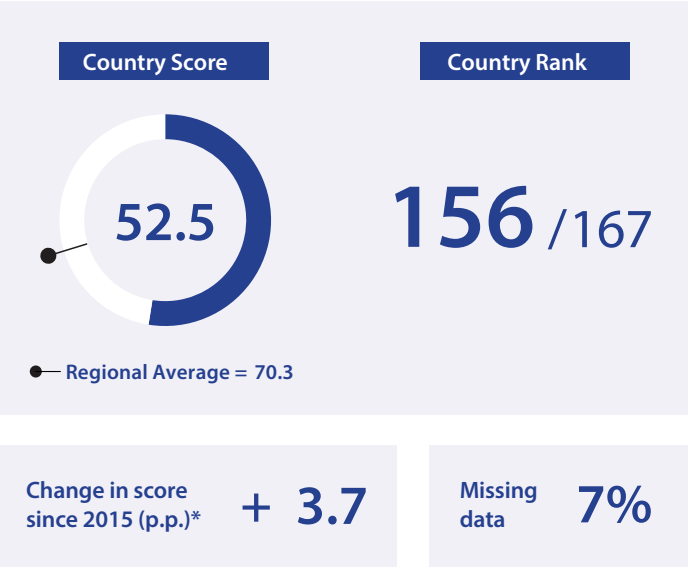 Country Score
Country Rank
52.5
156 /167
Regional Average = 70.3
Change in score
since 2015 (p.p.)*
+ 3.7
Missing
data
7%